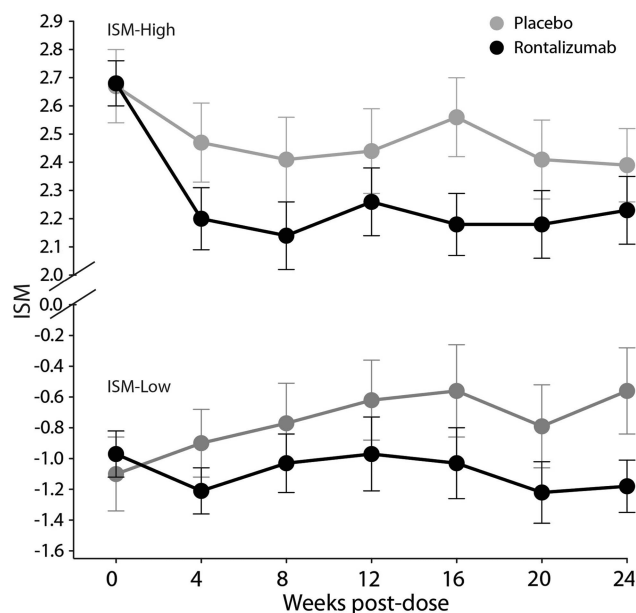 2.9
ISM-High
Placebo
Rontalizumab
2.8
2.7
2.6
2.5
2.4
2.3
2.2
2.1
2.0
ISM
0.0
-0.2
-0.4
ISM-Low
-0.6
-0.8
-1.0
-1.2
-1.4
-1.6
0 4 8 12 16 20 24
Weeks post-dose